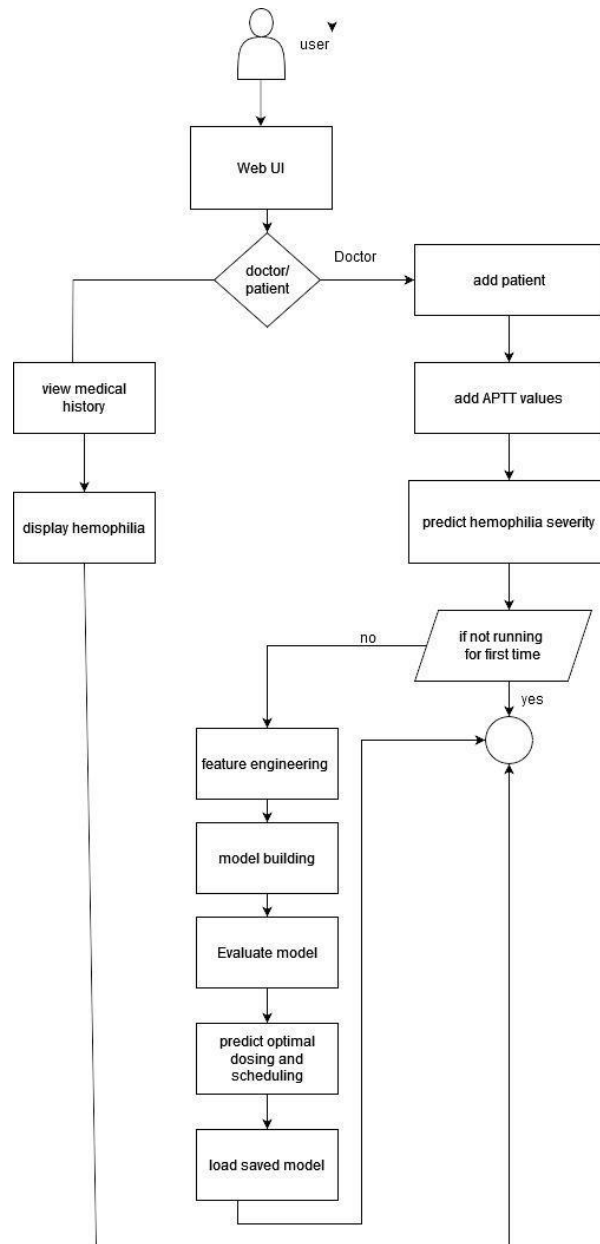 user
Web UI
doctor/
patient
Doctor
add patient
view medical
history
add APTT values
display hemophilia
predict hemophilia severity
if not running
for first time
no
yes
feature engineering
model building
Evaluate model
predict optimal
dosing and
scheduling
load saved model